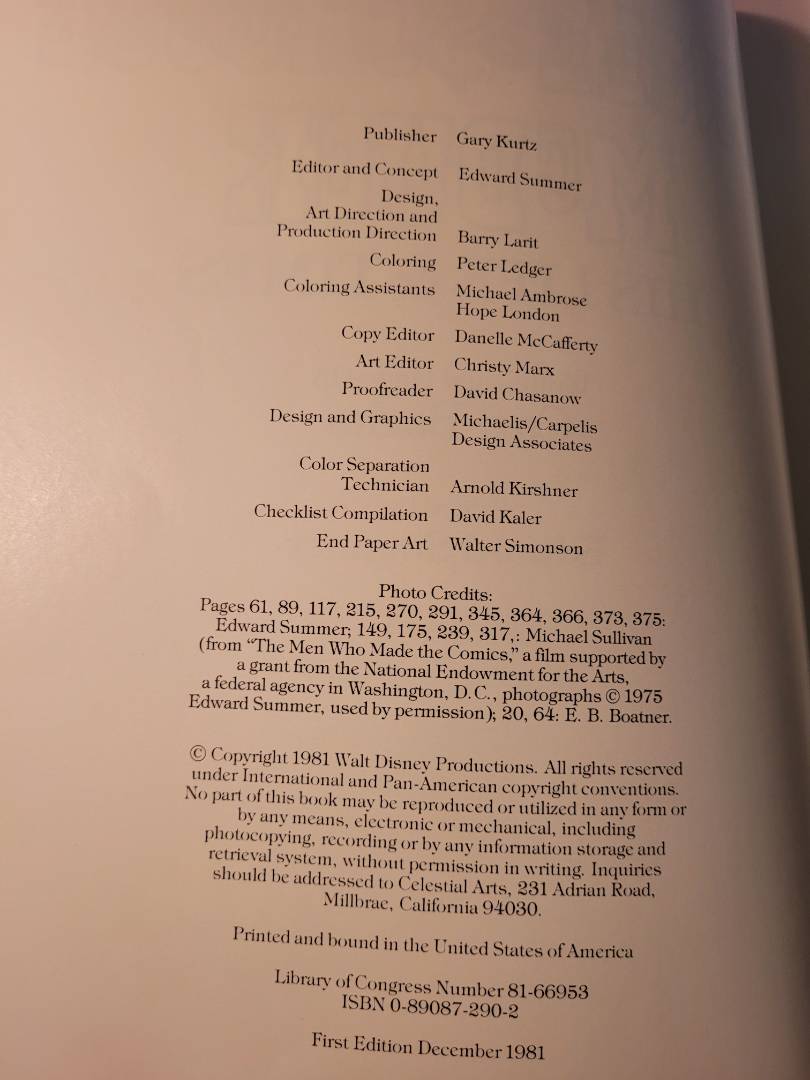 Publisher Gary Kurtz
Editor and Concept Edward Summer
Design,
Art Direction and
Production Direction Barry Larit
Coloring Peter Ledger
Coloring Assistants Michael Ambrose
Hope London
Copy Editor Danelle McCafferty
Art Editor Christy Marx
Proofreader David Chasanow
Design and Graphics Michaelis/Carpelis
Design Associates
Color Separation
Technician Arnold Kirshner
Checklist Compilation David Kaler
End Paper Art Walter Simonson
Photo Credits:
Pages 61, 89, 117, 215, 270, 291, 345, 364, 366, 373, 375:
Edward Summer; 149, 175, 239, 317,: Michael Sullivan
(from “The Men Who Made the Comics,” a film supported by
a grant from the National Endowment for the Arts,
a federal agency in Washington, D.C., photographs © 1975
Edward Summer, used by permission); 20, 64: E. B. Boatner.
© Copyright 1981 Walt Disney Productions. All rights reserved
under International and Pan-American copyright conventions.
No part of this book may be reproduced or utilized in any form or
by any means, electronic or mechanical, including
photocopying, recording or by any information storage and
retrieval system, without permission in writing. Inquiries
should be addressed to Celestial Arts, 231 Adrian Road,
Millbrae, California 94030.
Printed and bound in the United States of America
Library of Congress Number 81-66953
ISBN 0-89087-290-2
First Edition December 1981